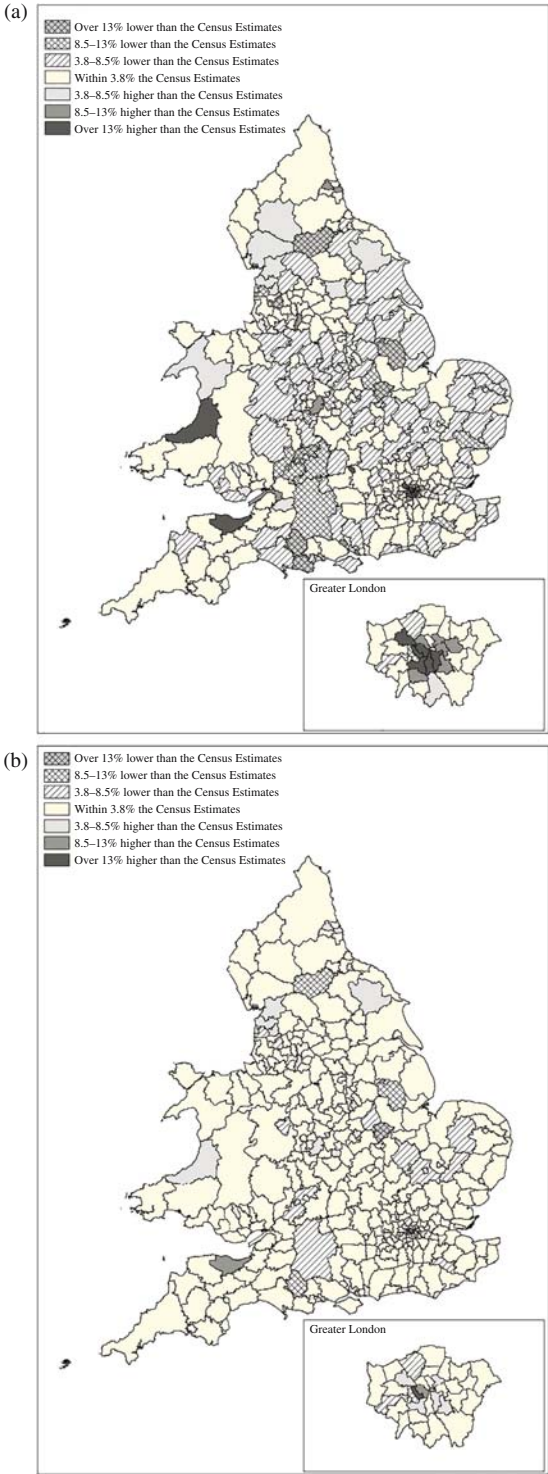 (a)
Over 13% lower than the Census Estimates
8.5–13% lower than the Census Estimates
3.8–8.5% lower than the Census Estimates
Within 3.8% the Census Estimates
3.8–8.5% higher than the Census Estimates
8.5–13% higher than the Census Estimates
Over 13% higher than the Census Estimates
Greater London
(b)
Over 13% lower than the Census Estimates
8.5–13% lower than the Census Estimates
3.8–8.5% lower than the Census Estimates
Within 3.8% the Census Estimates
3.8–8.5% higher than the Census Estimates
8.5–13% higher than the Census Estimates
Over 13% higher than the Census Estimates
Greater London